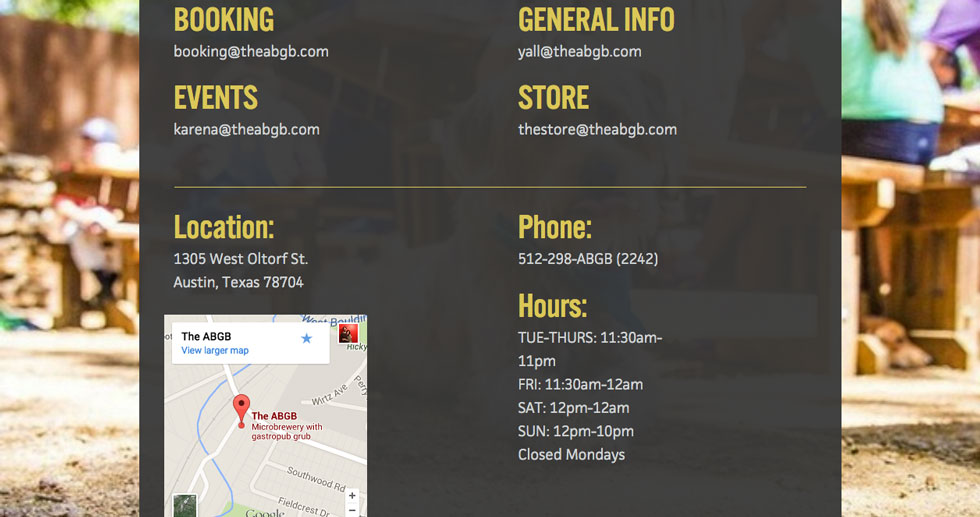 BOOKING
booking@theabgb.com
GENERAL INFO
yall@theabgb.com
EVENTS
karena@theabgb.com
STORE
thestore@theabgb.com
Location:
1305 West Oltorf St.
Austin, Texas 78704
Phone:
512-298-ABGB (2242)
Hours:
TUE-THURS: 11:30am-
11pm
FRI: 11:30am-12am
SAT: 12pm-12am
SUN: 12pm-10pm
Closed Mondays
The ABGB
View larger map
Hicky
Wirtz Ave
Perry
The ABGB
Microbrewery with
gastropub grub
Southwood Rd
Fieldcrest Dr
+
−
Google